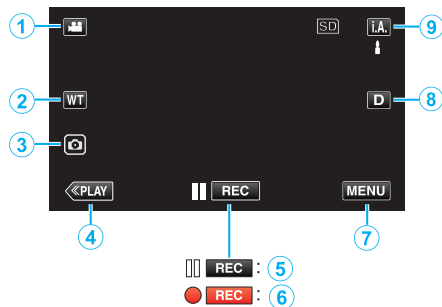 1 SD i.A. 9
2 WT D 8
3
≪PLAY REC MENU
4 7
REC : 5
REC : 6